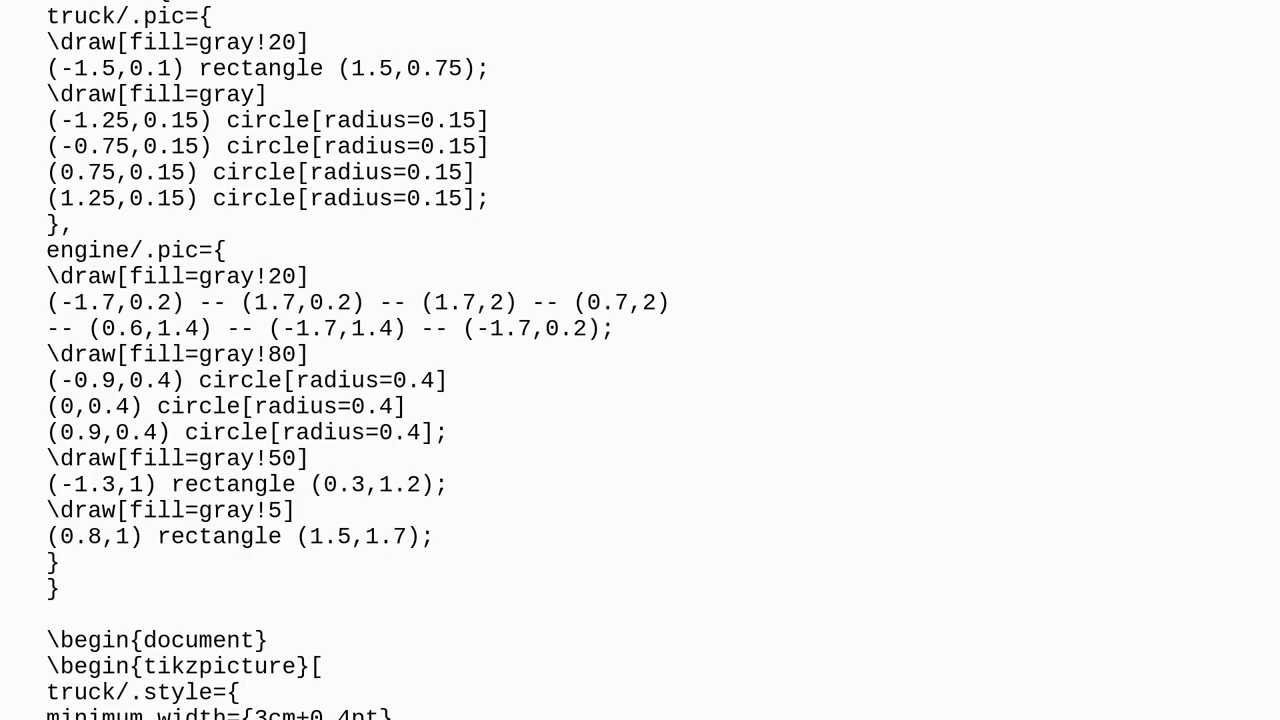 truck/.pic={
\draw[fill=gray!20]
(-1.5,0.1) rectangle (1.5,0.75);
\draw[fill=gray]
(-1.25,0.15) circle[radius=0.15]
(-0.75,0.15) circle[radius=0.15]
(0.75,0.15) circle[radius=0.15]
(1.25,0.15) circle[radius=0.15];
},
engine/.pic={
\draw[fill=gray!20]
(-1.7,0.2) -- (1.7,0.2) -- (1.7,2) -- (0.7,2)
-- (0.6,1.4) -- (-1.7,1.4) -- (-1.7,0.2);
\draw[fill=gray!80]
(-0.9,0.4) circle[radius=0.4]
(0,0.4) circle[radius=0.4]
(0.9,0.4) circle[radius=0.4];
\draw[fill=gray!50]
(-1.3,1) rectangle (0.3,1.2);
\draw[fill=gray!5]
(0.8,1) rectangle (1.5,1.7);
}
}
\begin{document}
\begin{tikzpicture}[
truck/.style={
minimum width={3cm+0.4pt},